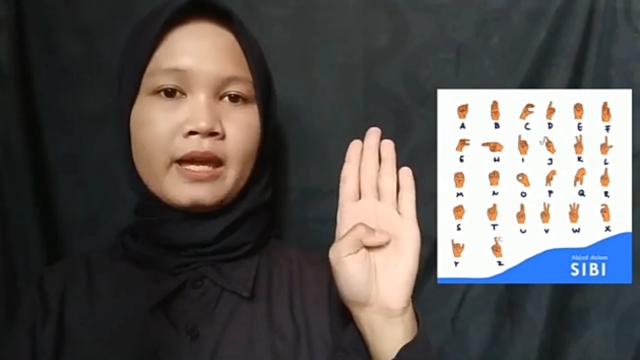 A B C D E F
G H I J K L
M N O P Q R
S T U V W X
Y Z
Abjad dalam
SIBI